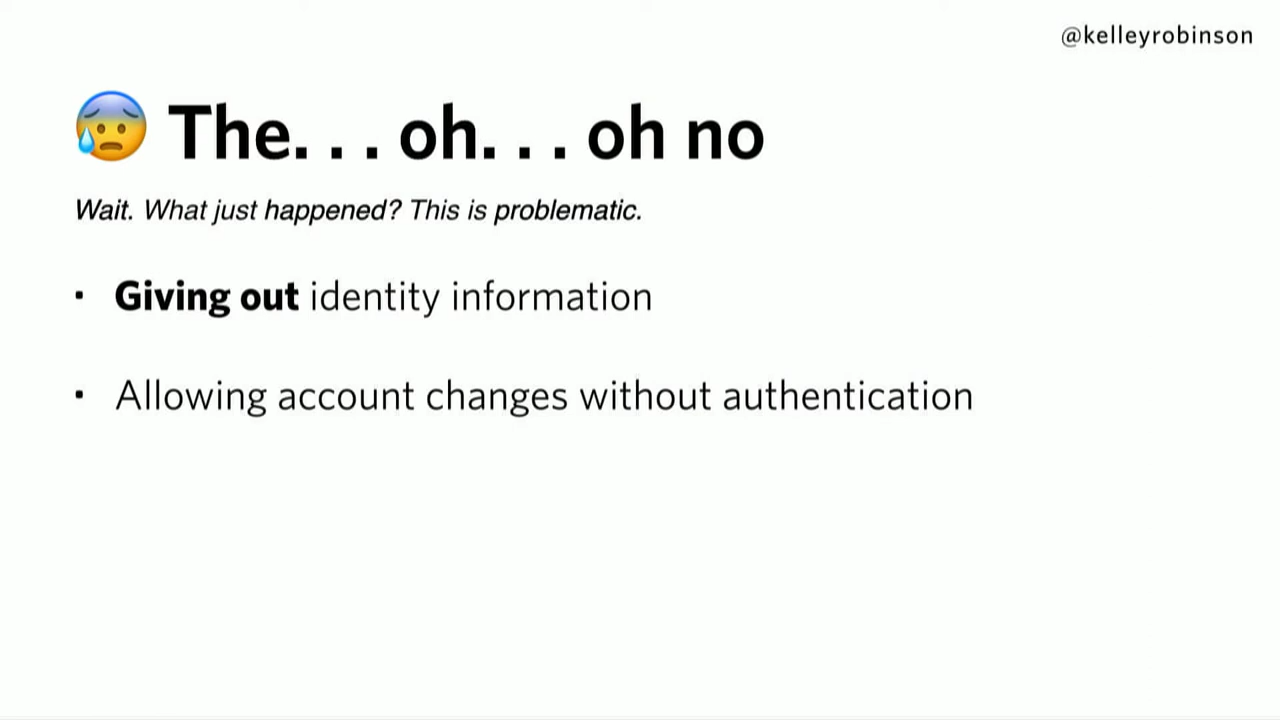 @kelleyrobinson
😰 The. . . oh. . . oh no
Wait. What just happened? This is problematic.
▪ Giving out identity information
▪ Allowing account changes without authentication